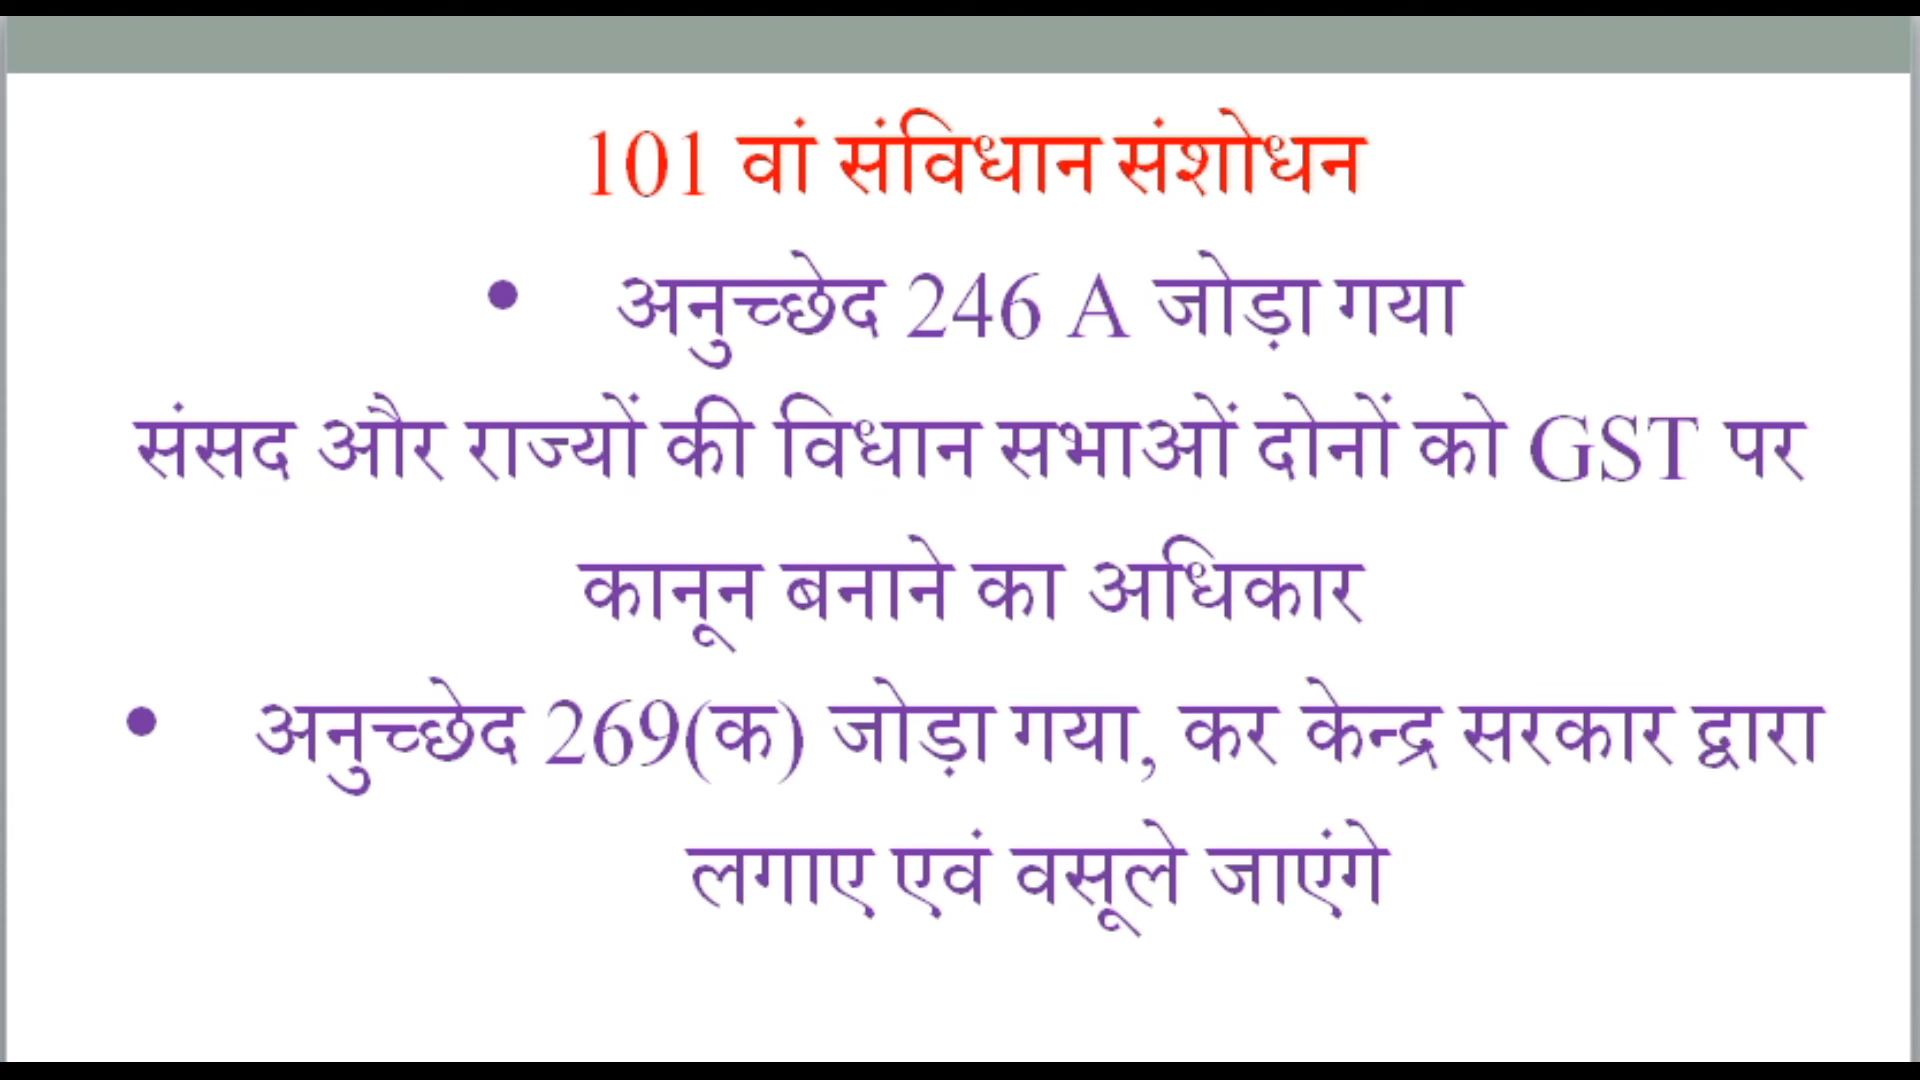 101 वां संविधान संशोधन
• अनुच्छेद 246 A जोड़ा गया
संसद और राज्यों की विधान सभाओं दोनों को GST पर
कानून बनाने का अधिकार
• अनुच्छेद 269(क) जोड़ा गया, कर केन्द्र सरकार द्वारा
लगाए एवं वसूले जाएंगे